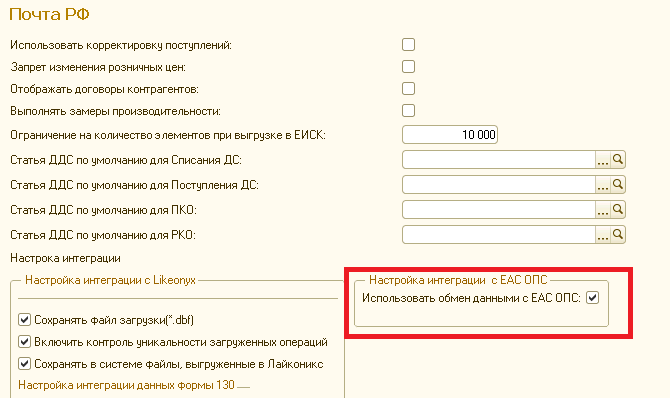 Почта РФ
Использовать корректировку поступлений:
Запрет изменения розничных цен:
Отображать договоры контрагентов:
Выполнять замеры производительности:
Ограничение на количество элементов при выгрузке в ЕИСК: 10 000
Статья ДДС по умолчанию для Списания ДС: ...
Статья ДДС по умолчанию для Поступления ДС: ...
Статья ДДС по умолчанию для ПКО: ...
Статья ДДС по умолчанию для РКО: ...
Настрока интеграции
Настройка интеграции с Likeonyx
Настройка интеграции с ЕАС ОПС
Использовать обмен данными с ЕАС ОПС:
Сохранять файл загрузки(*.dbf)
Включить контроль уникальности загруженных операций
Сохранять в системе файлы, выгруженные в Лайконикс
Настройка интеграции данных формы 130